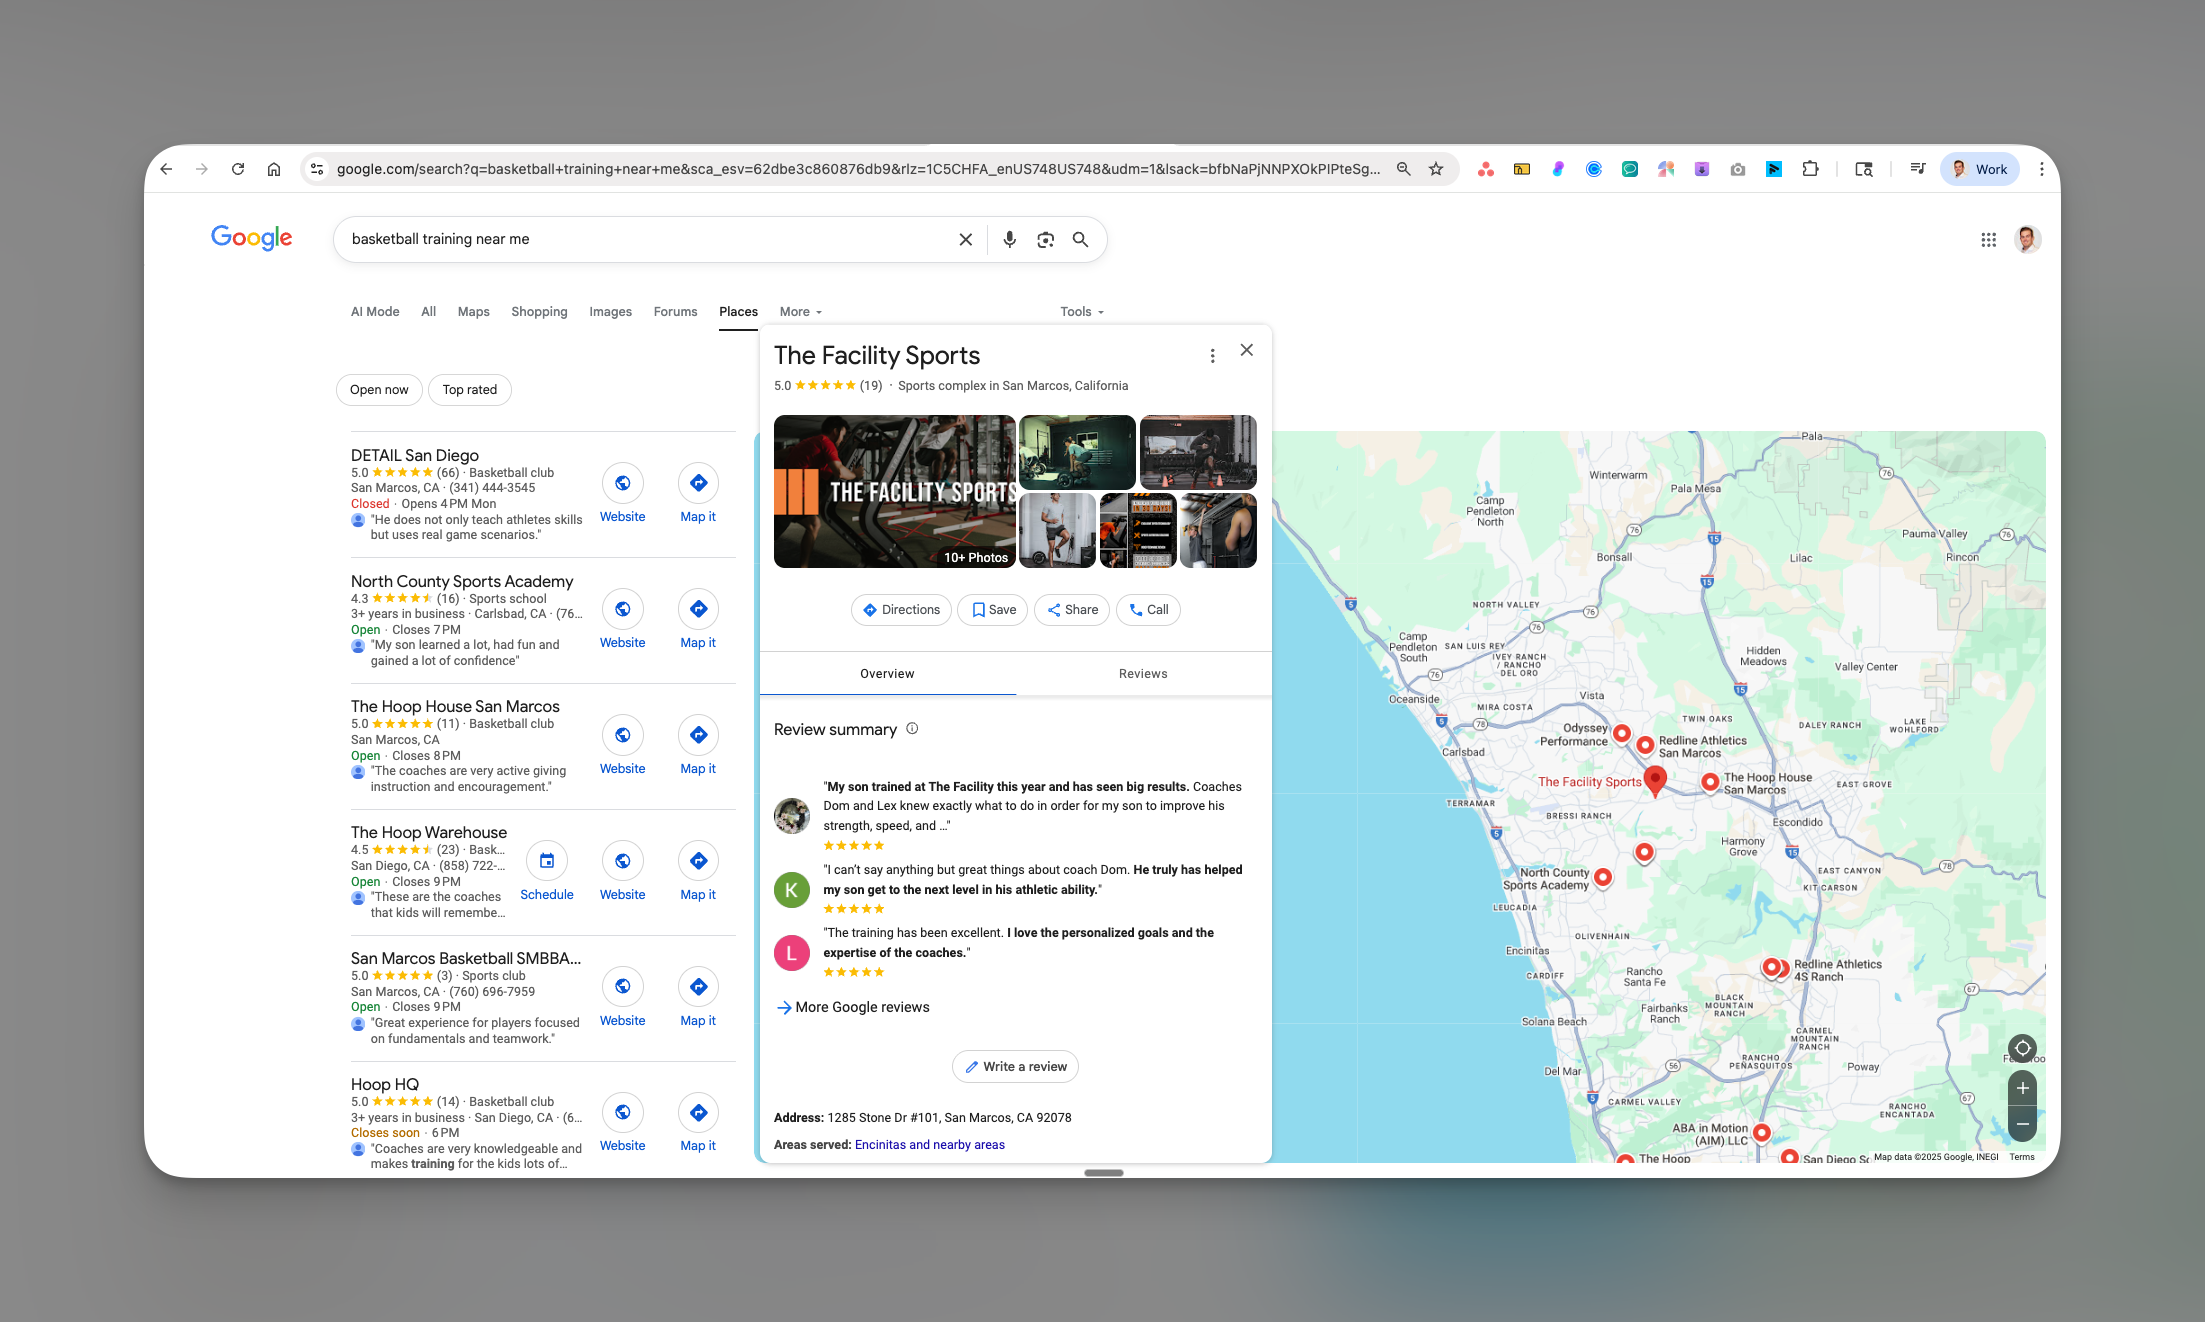 google.com/search?q=basketball+training+near+me&sca_esv=62dbe3c860876db9&rlz=1C5CHFA_enUS748US748&udm=1&lsack=bfbNaPjNNPXOkPIPteSg...
Work
Google
basketball training near me
AI Mode
All
Maps
Shopping
Images
Forums
Places
More
Tools
Open now
Top rated
DETAIL San Diego
5.0 (66) · Basketball club
San Marcos, CA · (341) 444-3545
Closed · Opens 4 PM Mon
"He does not only teach athletes skills
but uses real game scenarios."
Website
Map it
North County Sports Academy
4.3 (16) · Sports school
3+ years in business · Carlsbad, CA · (76...
Open · Closes 7 PM
"My son learned a lot, had fun and
gained a lot of confidence"
Website
Map it
The Hoop House San Marcos
5.0 (11) · Basketball club
San Marcos, CA
Open · Closes 8 PM
"The coaches are very active giving
instruction and encouragement."
Website
Map it
The Hoop Warehouse
4.5 (23) · Bask...
San Diego, CA · (858) 722-...
Open · Closes 9 PM
"These are the coaches
that kids will remembe...
Schedule
Website
Map it
San Marcos Basketball SMBBA...
5.0 (3) · Sports club
San Marcos, CA · (760) 696-7959
Open · Closes 9 PM
"Great experience for players focused
on fundamentals and teamwork."
Website
Map it
Hoop HQ
5.0 (14) · Basketball club
3+ years in business · San Diego, CA · (6...
Closes soon · 6 PM
"Coaches are very knowledgeable and
makes training for the kids lots of...
Website
Map it
The Facility Sports
5.0 (19) · Sports complex in San Marcos, California
THE FACILITY SPORTS
10+ Photos
Directions
Save
Share
Call
Overview
Reviews
Review summary
"My son trained at The Facility this year and has seen big results. Coaches
Dom and Lex knew exactly what to do in order for my son to improve his
strength, speed, and ..."
K
"I can't say anything but great things about coach Dom. He truly has helped
my son get to the next level in his athletic ability."
L
"The training has been excellent. I love the personalized goals and the
expertise of the coaches."
More Google reviews
Write a review
Address: 1285 Stone Dr #101, San Marcos, CA 92078
Areas served: Encinitas and nearby areas
Pala
Winterwarm
76
Pala Mesa
Camp
Pendleton
North
76
15
Pauma Valley
76
Bonsall
Lilac
Rincon
15
5
NORTH VALLEY
76
76
Camp
Pendleton
South
SAN LUIS REY
IVEY RANCH
/ RANCHO
DEL ORO
Hidden
Meadows
Valley Center
76
15
Oceanside
Vista
MIRA COSTA
5
78
TWIN OAKS
DALEY RANCH
LAKE
WOHLFORD
Odyssey
Performance
Redline Athletics
San Marcos
Carlsbad
The Facility Sports
The Hoop House
San Marcos
EAST GROVE
TERRAMAR
BRESSI RANCH
Escondido
5
Harmony
Grove
15
78
North County
Sports Academy
EAST CANYON
KIT CARSON
LEUCADIA
OLIVENHAIN
Encinitas
CARDIFF
Rancho
Santa Fe
Redline Athletics
4S Ranch
67
BLACK
MOUNTAIN
RANCH
Fairbanks
Ranch
Solana Beach
CARMEL
MOUNTAIN
RANCH
RANCHO
PEÑASQUITOS
Del Mar
56
Poway
5
CARMEL VALLEY
67
RANCHO
ENCANTADA
ABA in Motion
(AIM) LLC
The Hoop
San Diego Sc
Map data ©2025 Google, INEGI
Terms